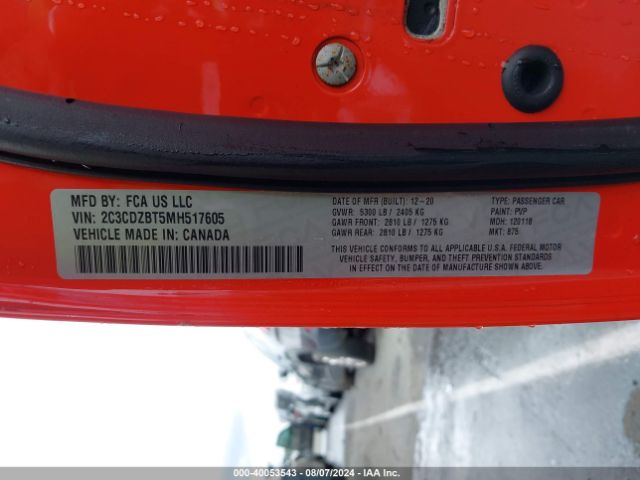 MFD BY: FCA US LLC
VIN: 2C3CDZBT5MH517605
VEHICLE MADE IN: CANADA
DATE OF MFR (BUILT): 12-20
GVWR: 5300 LB / 2405 KG
GAWR FRONT: 2810 LB / 1275 KG
GAWR REAR: 2810 LB / 1275 KG
TYPE: PASSENGER CAR
PAINT: PVP
MDH: 120118
MKT: 875
THIS VEHICLE CONFORMS TO ALL APPLICABLE U.S.A. FEDERAL MOTOR
VEHICLE SAFETY, BUMPER, AND THEFT PREVENTION STANDARDS
IN EFFECT ON THE DATE OF MANUFACTURE SHOWN ABOVE.
000-40053543 - 08/07/2024 - IAA Inc.